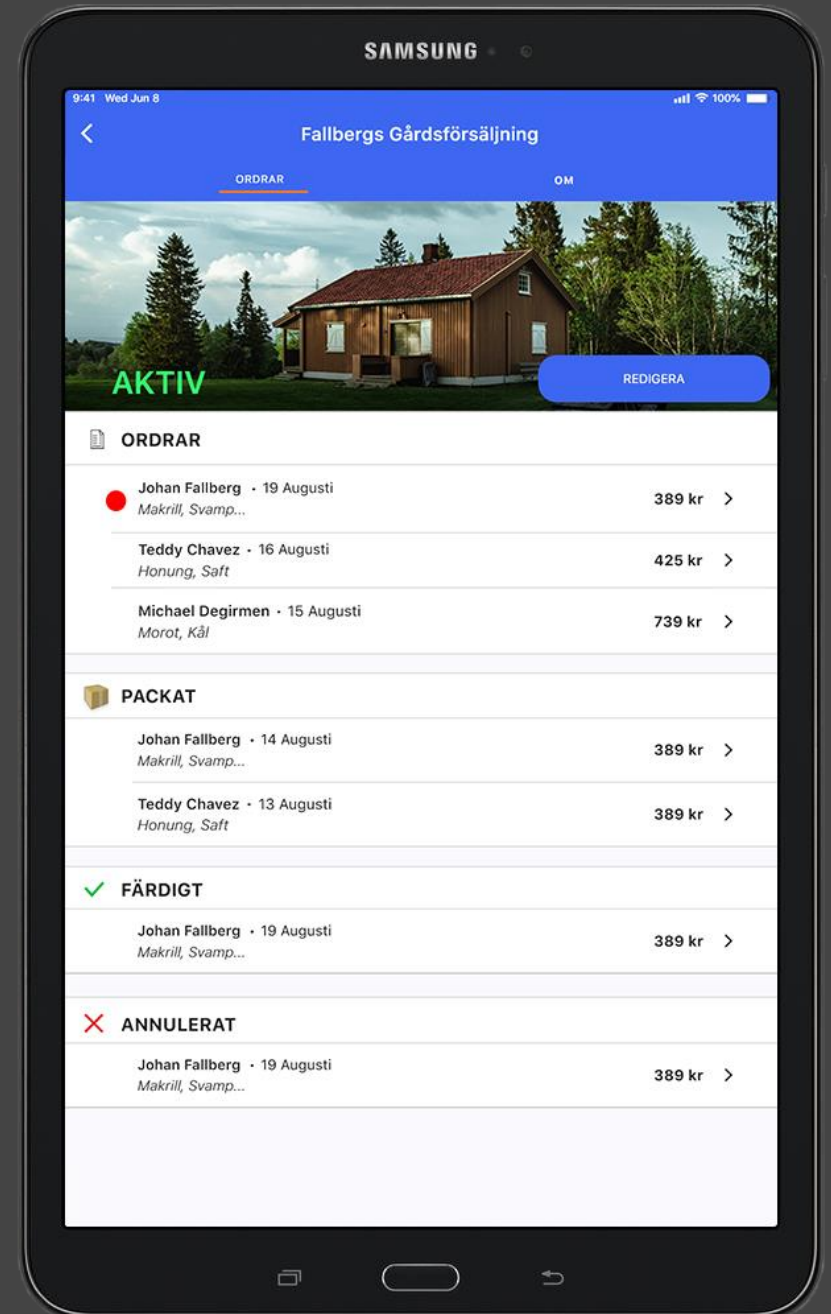 SAMSUNG
9:41 Wed Jun 8
100%
Fallbergs Gårdsförsäljning
ORDRAR
OM
AKTIV
REDIGERA
ORDRAR
Johan Fallberg • 19 Augusti
389 kr
Makrill, Svamp...
Teddy Chavez • 16 Augusti
425 kr
Honung, Saft
Michael Degirmen • 15 Augusti
739 kr
Morot, Kål
PACKAT
Johan Fallberg • 14 Augusti
389 kr
Makrill, Svamp...
Teddy Chavez • 13 Augusti
389 kr
Honung, Saft
FÄRDIGT
Johan Fallberg • 19 Augusti
389 kr
Makrill, Svamp...
ANNULERAT
Johan Fallberg • 19 Augusti
389 kr
Makrill, Svamp...